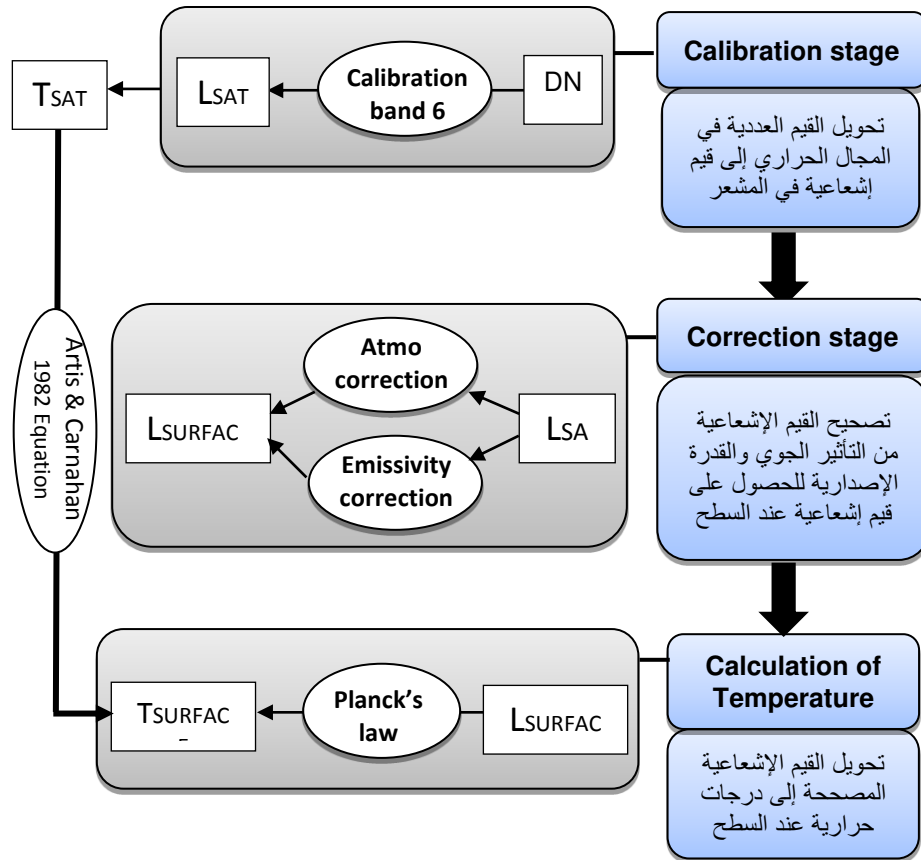 Calibration stage
DN
Calibration
band 6
LSAT
TSAT
تحويل القيم العددية في
المجال الحراري إلى قيم
إشعاعية في المشعر
Artis & Carnahan
1982 Equation
Correction stage
Atmo
correction
LSURFAC
LSA
Emissivity
correction
تصحيح القيم الإشعاعية
من التأثير الجوي والقدرة
الإصدارية للحصول على
قيم إشعاعية عند السطح
Calculation of
Temperature
TSURFAC
Planck’s
law
LSURFAC
تحويل القيم الإشعاعية
المصححة إلى درجات
حرارية عند السطح